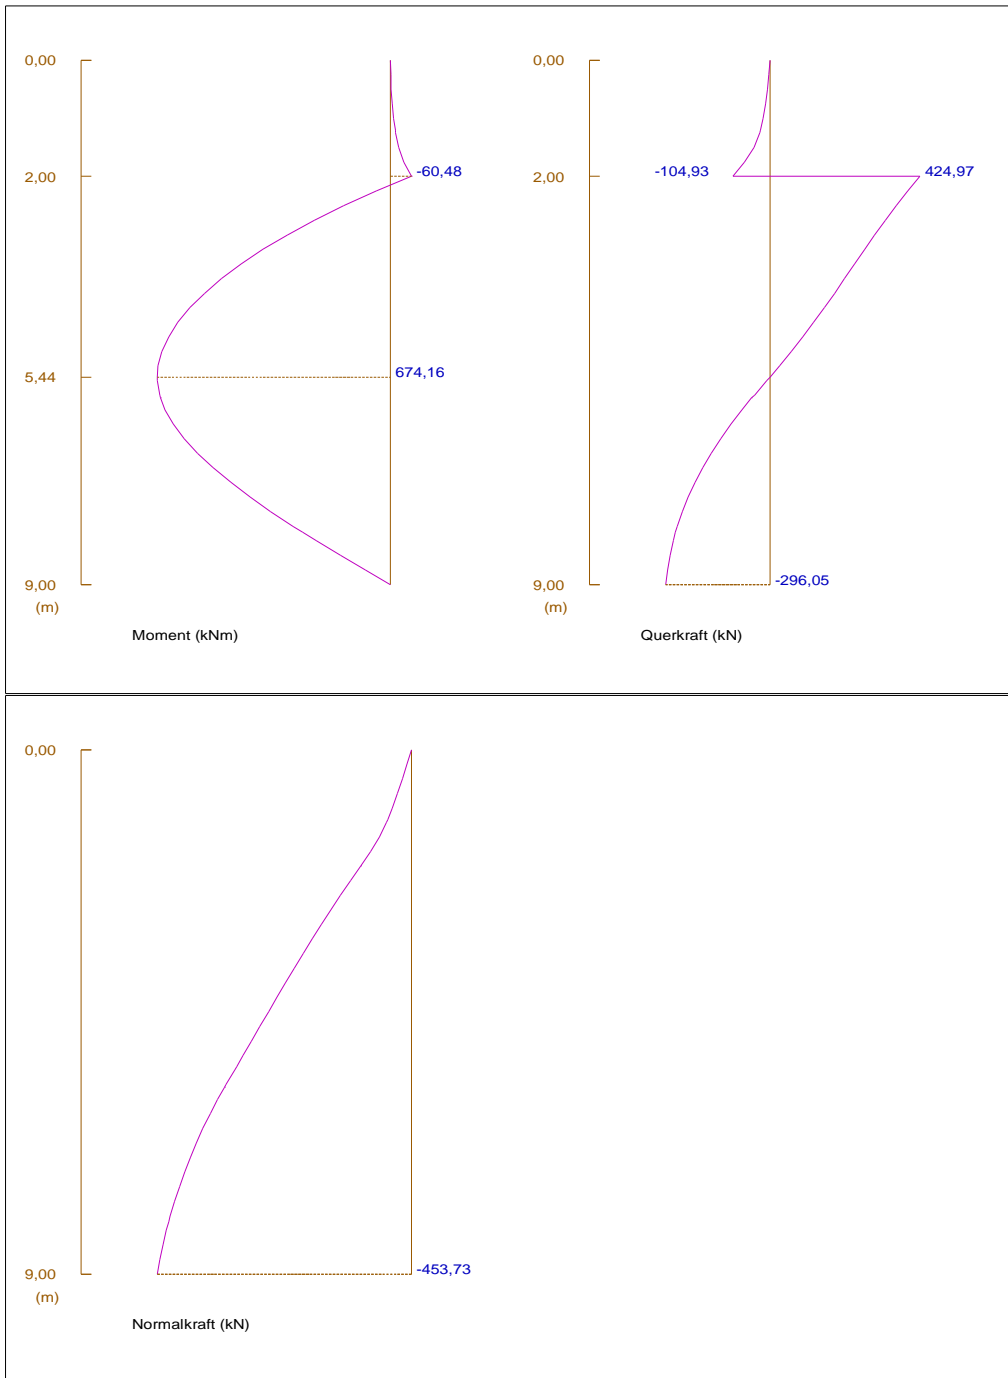 0,00
0,00
2,00
-60,48
-104,93
2,00
424,97
5,44
674,16
9,00
9,00
-296,05
(m)
(m)
Moment (kNm)
Querkraft (kN)
0,00
9,00
-453,73
(m)
Normalkraft (kN)